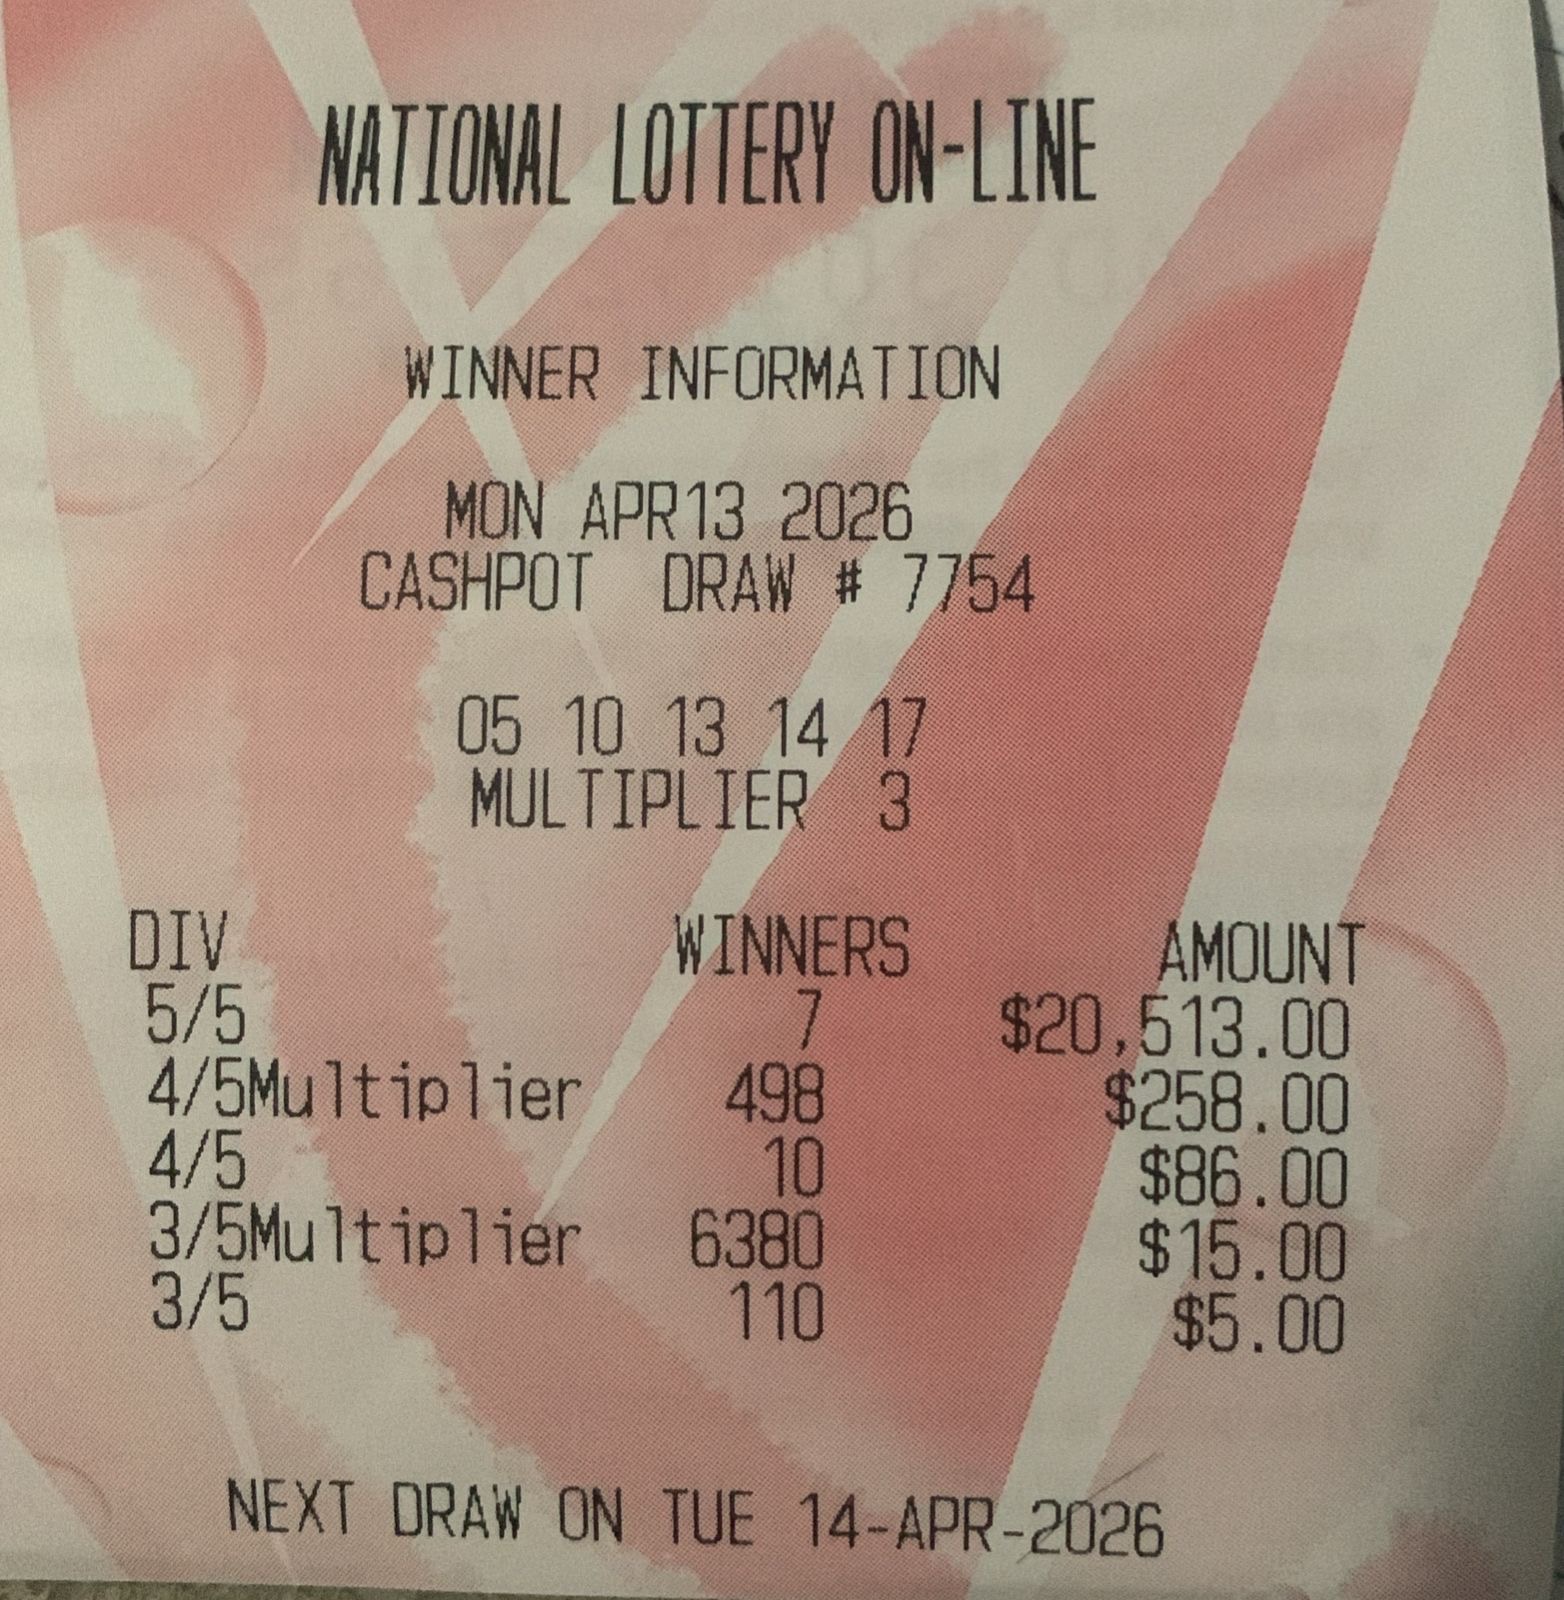 NATIONAL LOTTERY ON-LINE
WINNER INFORMATION
MON APR13 2026
CASHPOT DRAW # 7754
05 10 13 14 17
MULTIPLIER 3
DIV WINNERS AMOUNT
5/5 7 $20,513.00
4/5Multiplier 498 $258.00
4/5 10 $86.00
3/5Multiplier 6380 $15.00
3/5 110 $5.00
NEXT DRAW ON TUE 14-APR-2026